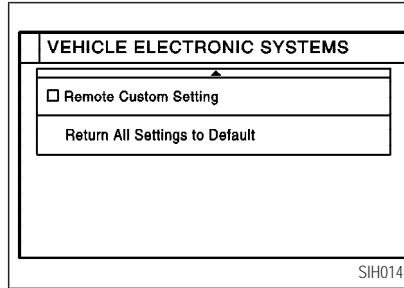 VEHICLE ELECTRONIC SYSTEMS
Remote Custom Setting
Return All Settings to Default
SIH014